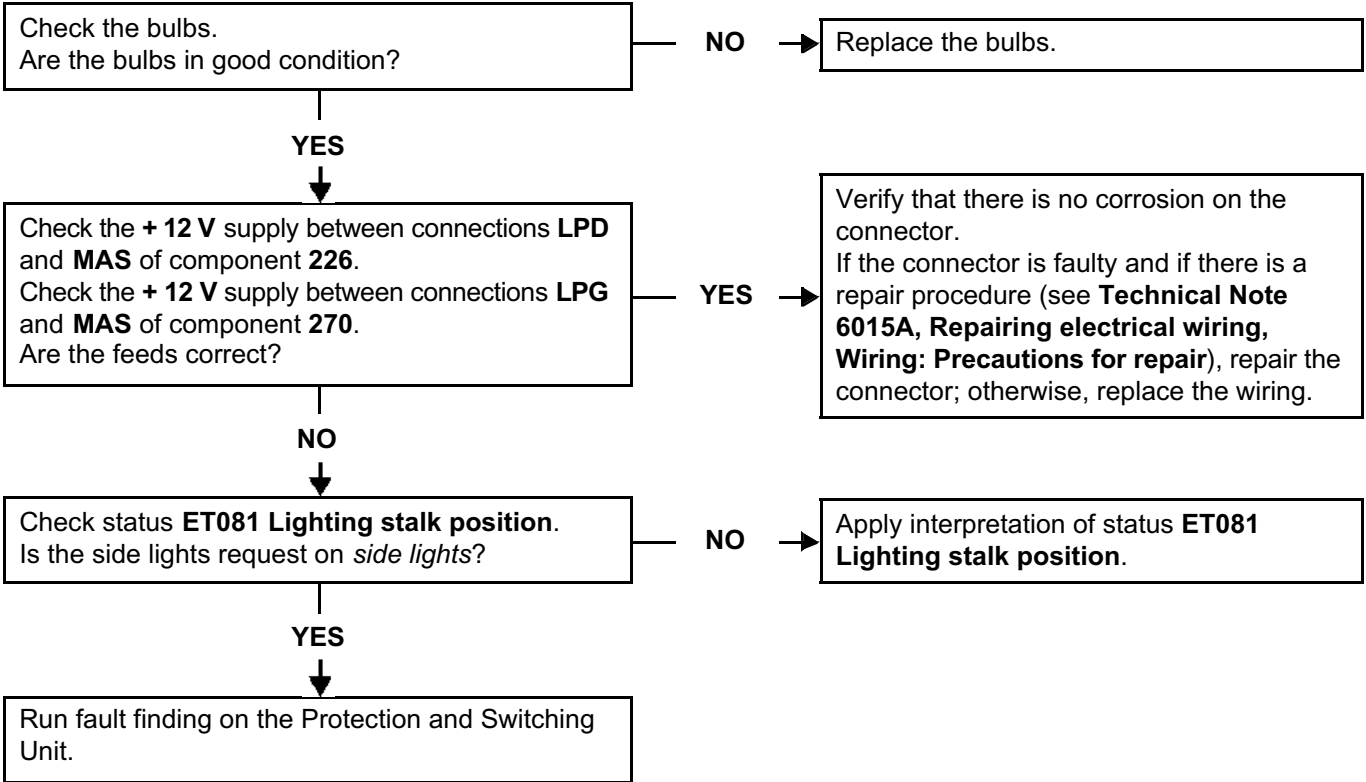 Check the bulbs.
Are the bulbs in good condition?
NO
Replace the bulbs.
YES
Check the + 12 V supply between connections LPD
and MAS of component 226.
Check the + 12 V supply between connections LPG
and MAS of component 270.
Are the feeds correct?
YES
Verify that there is no corrosion on the
connector.
If the connector is faulty and if there is a
repair procedure (see Technical Note
6015A, Repairing electrical wiring,
Wiring: Precautions for repair), repair the
connector; otherwise, replace the wiring.
NO
Check status ET081 Lighting stalk position.
Is the side lights request on side lights?
NO
Apply interpretation of status ET081
Lighting stalk position.
YES
Run fault finding on the Protection and Switching
Unit.